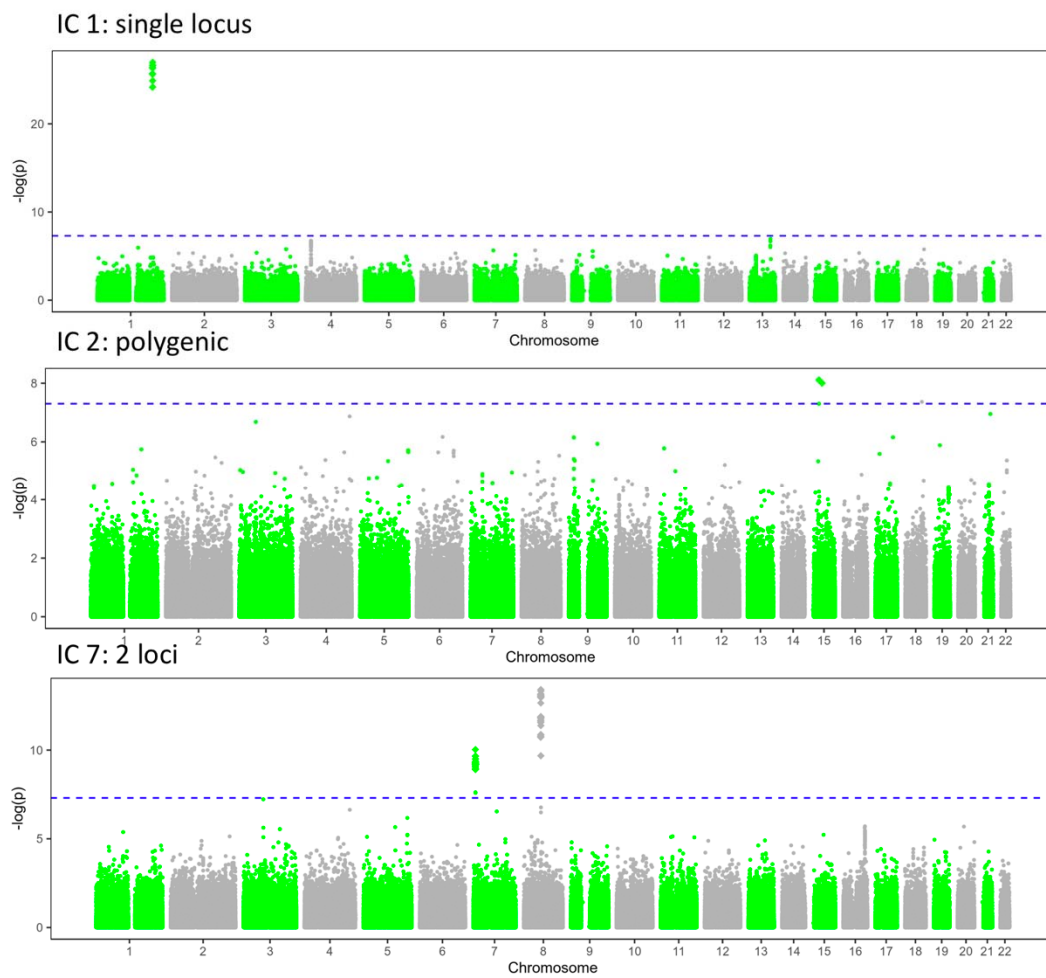 IC 1: single locus
20
10
0
-log(p)
1 2 3 4 5 6 7 8 9 10 11 12 13 14 15 16 17 18 19 20 21 22
Chromosome
IC 2: polygenic
8
6
4
2
0
-log(p)
1 2 3 4 5 6 7 8 9 10 11 12 13 14 15 16 17 18 19 20 21 22
Chromosome
IC 7: 2 loci
10
5
0
-log(p)
1 2 3 4 5 6 7 8 9 10 11 12 13 14 15 16 17 18 19 20 21 22
Chromosome